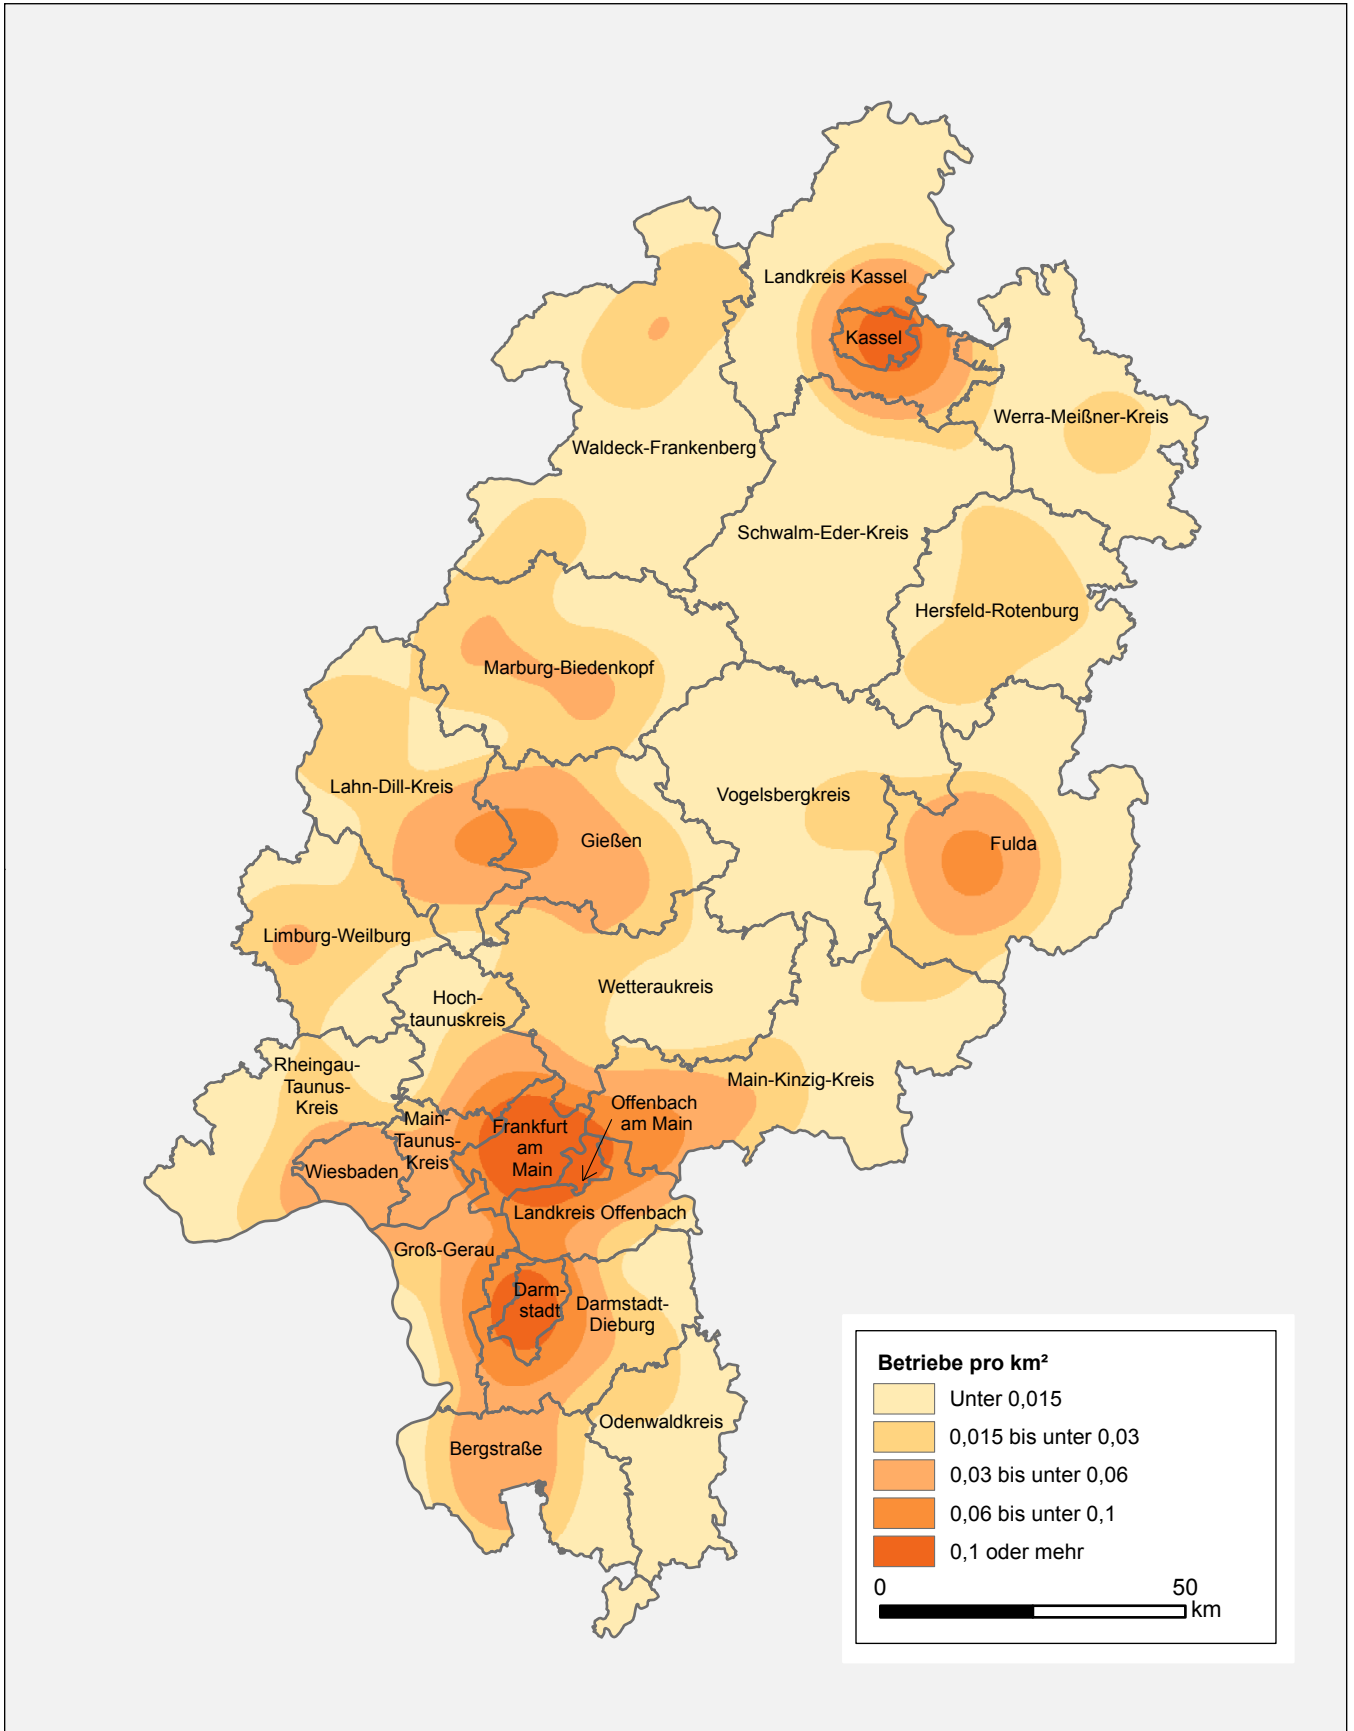 Landkreis Kassel
Kassel
Werra-Meißner-Kreis
Waldeck-Frankenberg
Schwalm-Eder-Kreis
Hersfeld-Rotenburg
Marburg-Biedenkopf
Lahn-Dill-Kreis
Vogelsbergkreis
Gießen
Fulda
Limburg-Weilburg
Wetteraukreis
Hoch-
taunuskreis
Rheingau-
Taunus-
Kreis
Main-Kinzig-Kreis
Offenbach
am Main
Main-
Taunus-
Kreis
Frankfurt
am
Main
Wiesbaden
Landkreis Offenbach
Groß-Gerau
Darm-
stadt
Darmstadt-
Dieburg
Odenwaldkreis
Bergstraße
Betriebe pro km²
Unter 0,015
0,015 bis unter 0,03
0,03 bis unter 0,06
0,06 bis unter 0,1
0,1 oder mehr
0 50
km